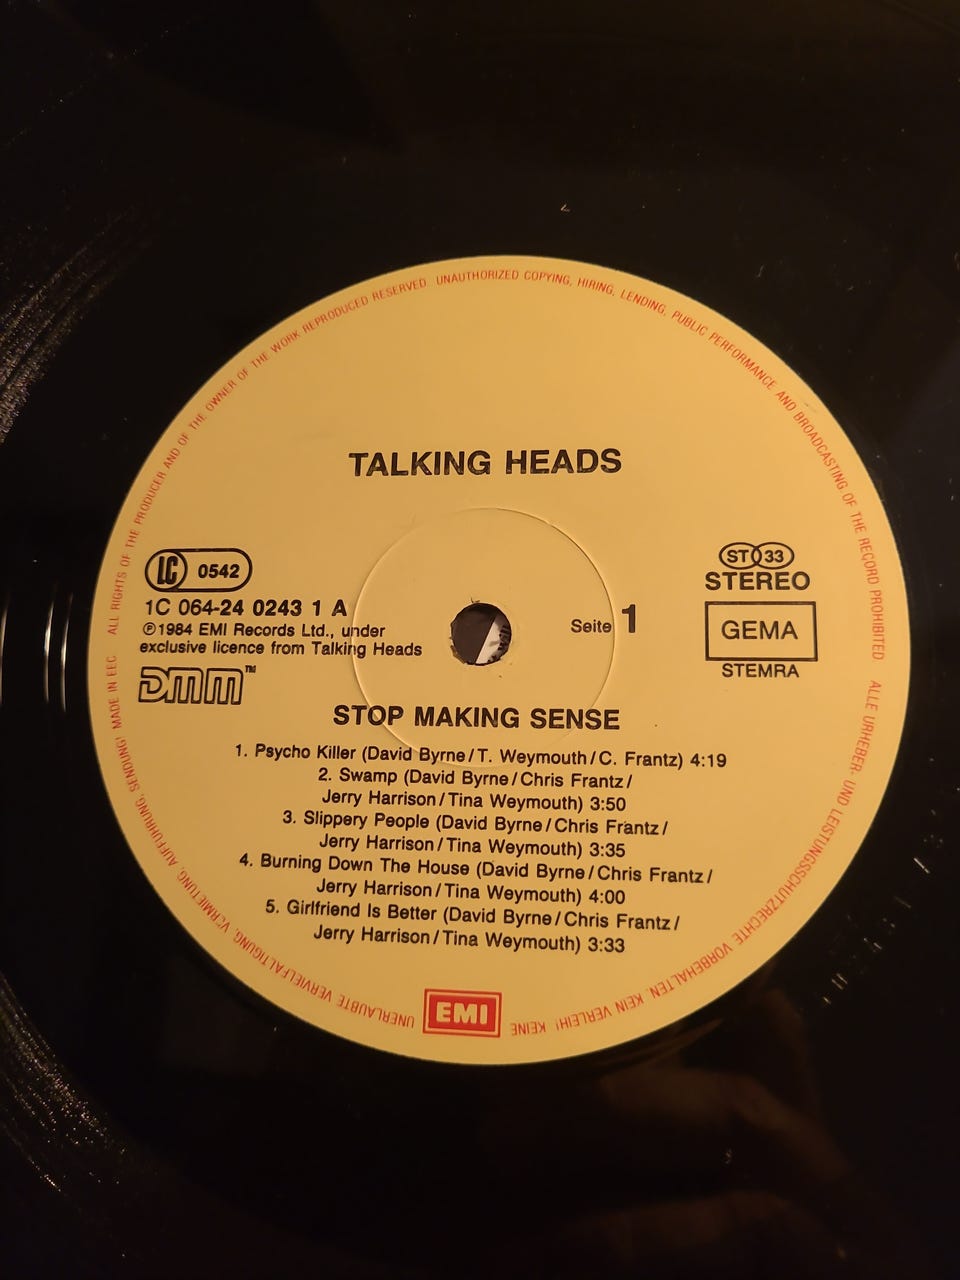 ALL RIGHTS OF THE PRODUCER AND OF THE OWNER OF THE WORK REPRODUCED RESERVED UNAUTHORIZED COPYING, HIRING, LENDING, PUBLIC PERFORMANCE AND BROADCASTING OF THE RECORD PROHIBITED
ALLE URHEBER- UND LEISTUNGSSCHUTZRECHTE VORBEHALTEN. KEIN VERLEIH! KEINE UNERLAUBTE VERVIELFÄLTIGUNG, VERMIETUNG, AUFFÜHRUNG, SENDUNG! MADE IN EEC
TALKING HEADS
LC 0542
1C 064-24 0243 1 A
℗1984 EMI Records Ltd., under
exclusive licence from Talking Heads
DMM™
Seite 1
ST 33
STEREO
GEMA
STEMRA
STOP MAKING SENSE
1. Psycho Killer (David Byrne/T. Weymouth/C. Frantz) 4:19
2. Swamp (David Byrne/Chris Frantz/
Jerry Harrison/Tina Weymouth) 3:50
3. Slippery People (David Byrne/Chris Frantz/
Jerry Harrison/Tina Weymouth) 3:35
4. Burning Down The House (David Byrne/Chris Frantz/
Jerry Harrison/Tina Weymouth) 4:00
5. Girlfriend Is Better (David Byrne/Chris Frantz/
Jerry Harrison/Tina Weymouth) 3:33
EMI